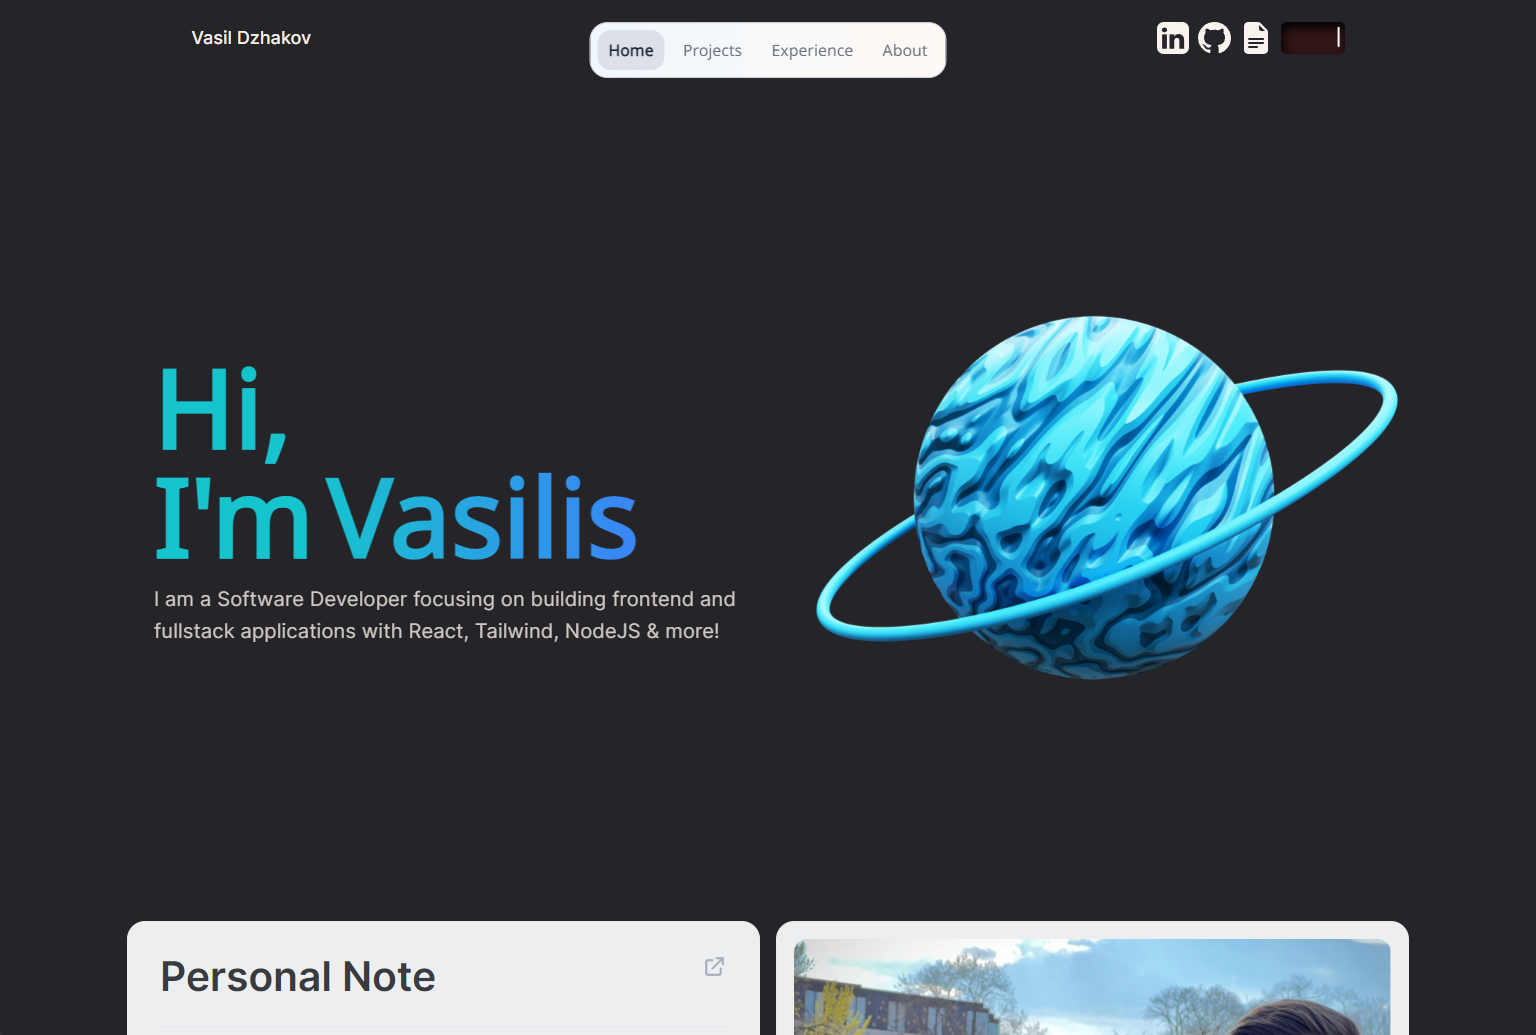 Vasil Dzhakov
Home Projects Experience About
in
Hi,
I'm Vasilis
I am a Software Developer focusing on building frontend and
fullstack applications with React, Tailwind, NodeJS & more!
Personal Note